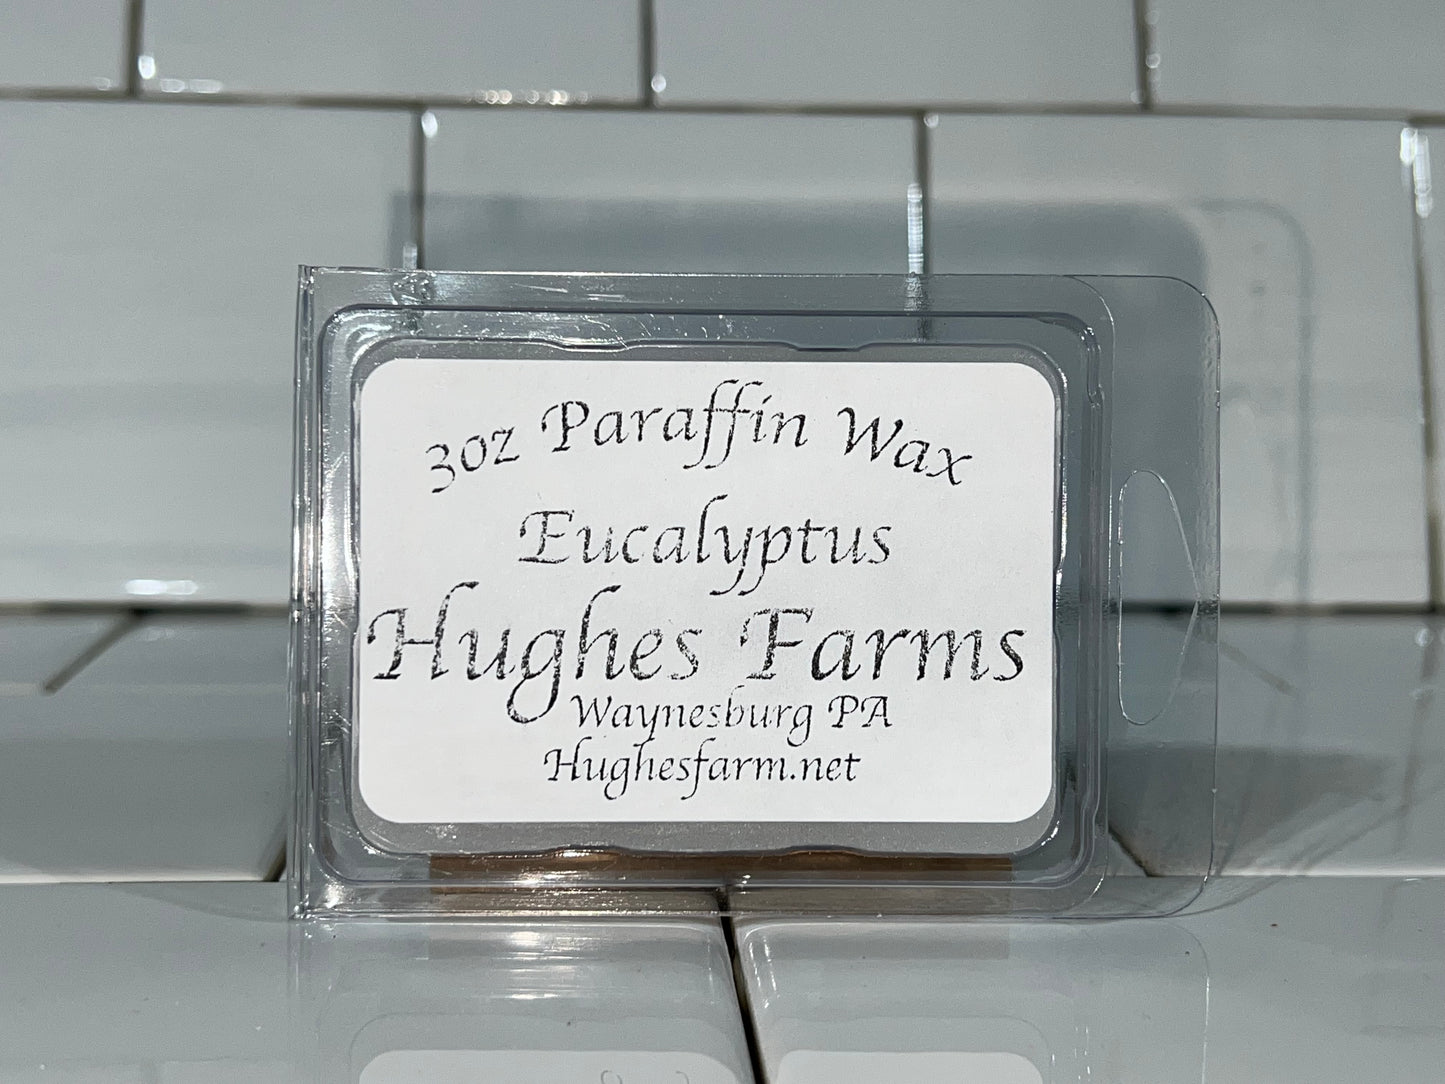 3oz Paraffin Wax
Eucalyptus
Hughes Farms
Waynesburg PA
Hughesfarm.net